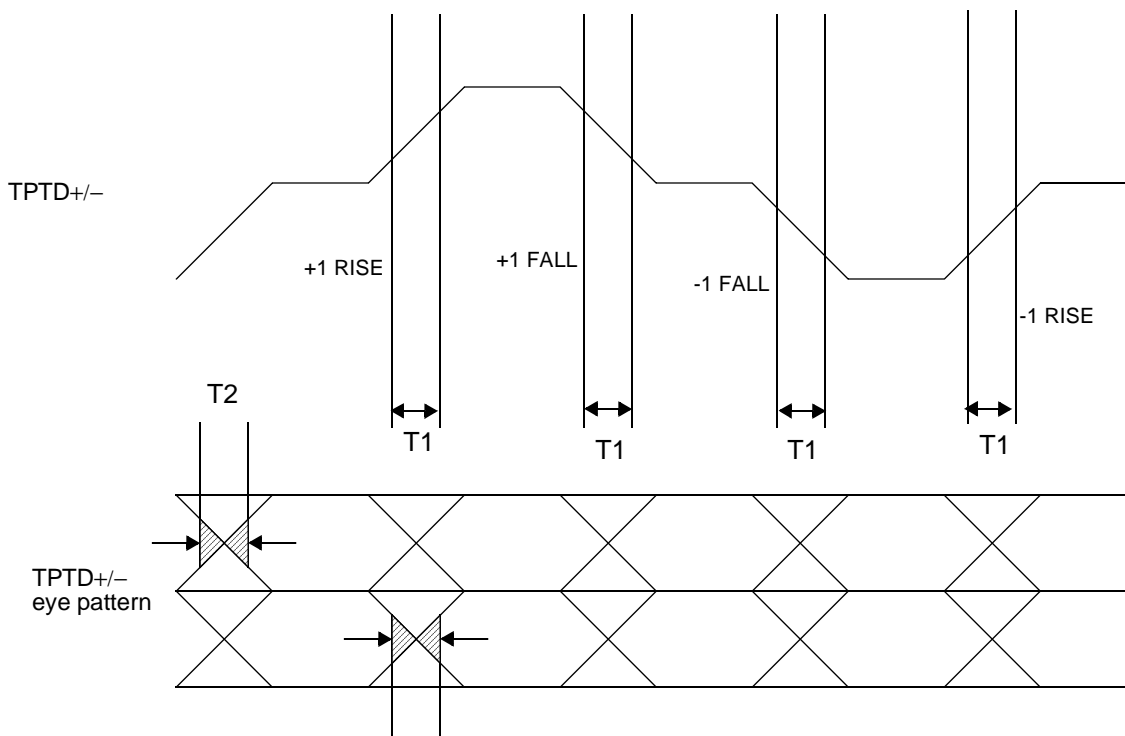 TPTD+/−
+1 RISE
+1 FALL
-1 FALL
-1 RISE
T2
T1
T1
T1
T1
TPTD+/−
eye pattern